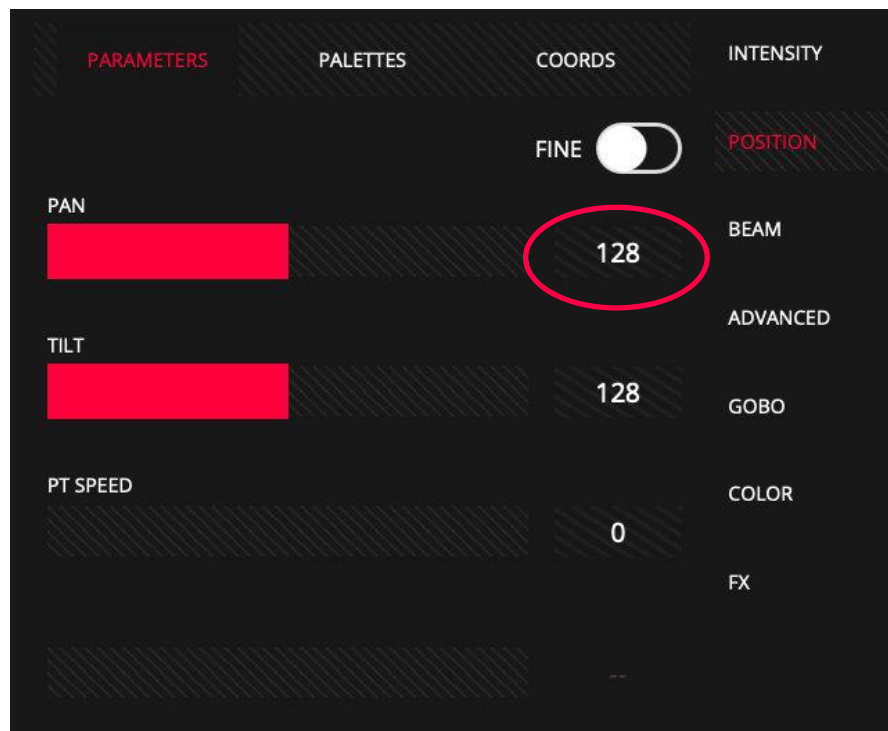 PARAMETERS PALETTES COORDS
FINE
PAN
128
TILT
128
PT SPEED
0
--
INTENSITY
POSITION
BEAM
ADVANCED
GOBO
COLOR
FX